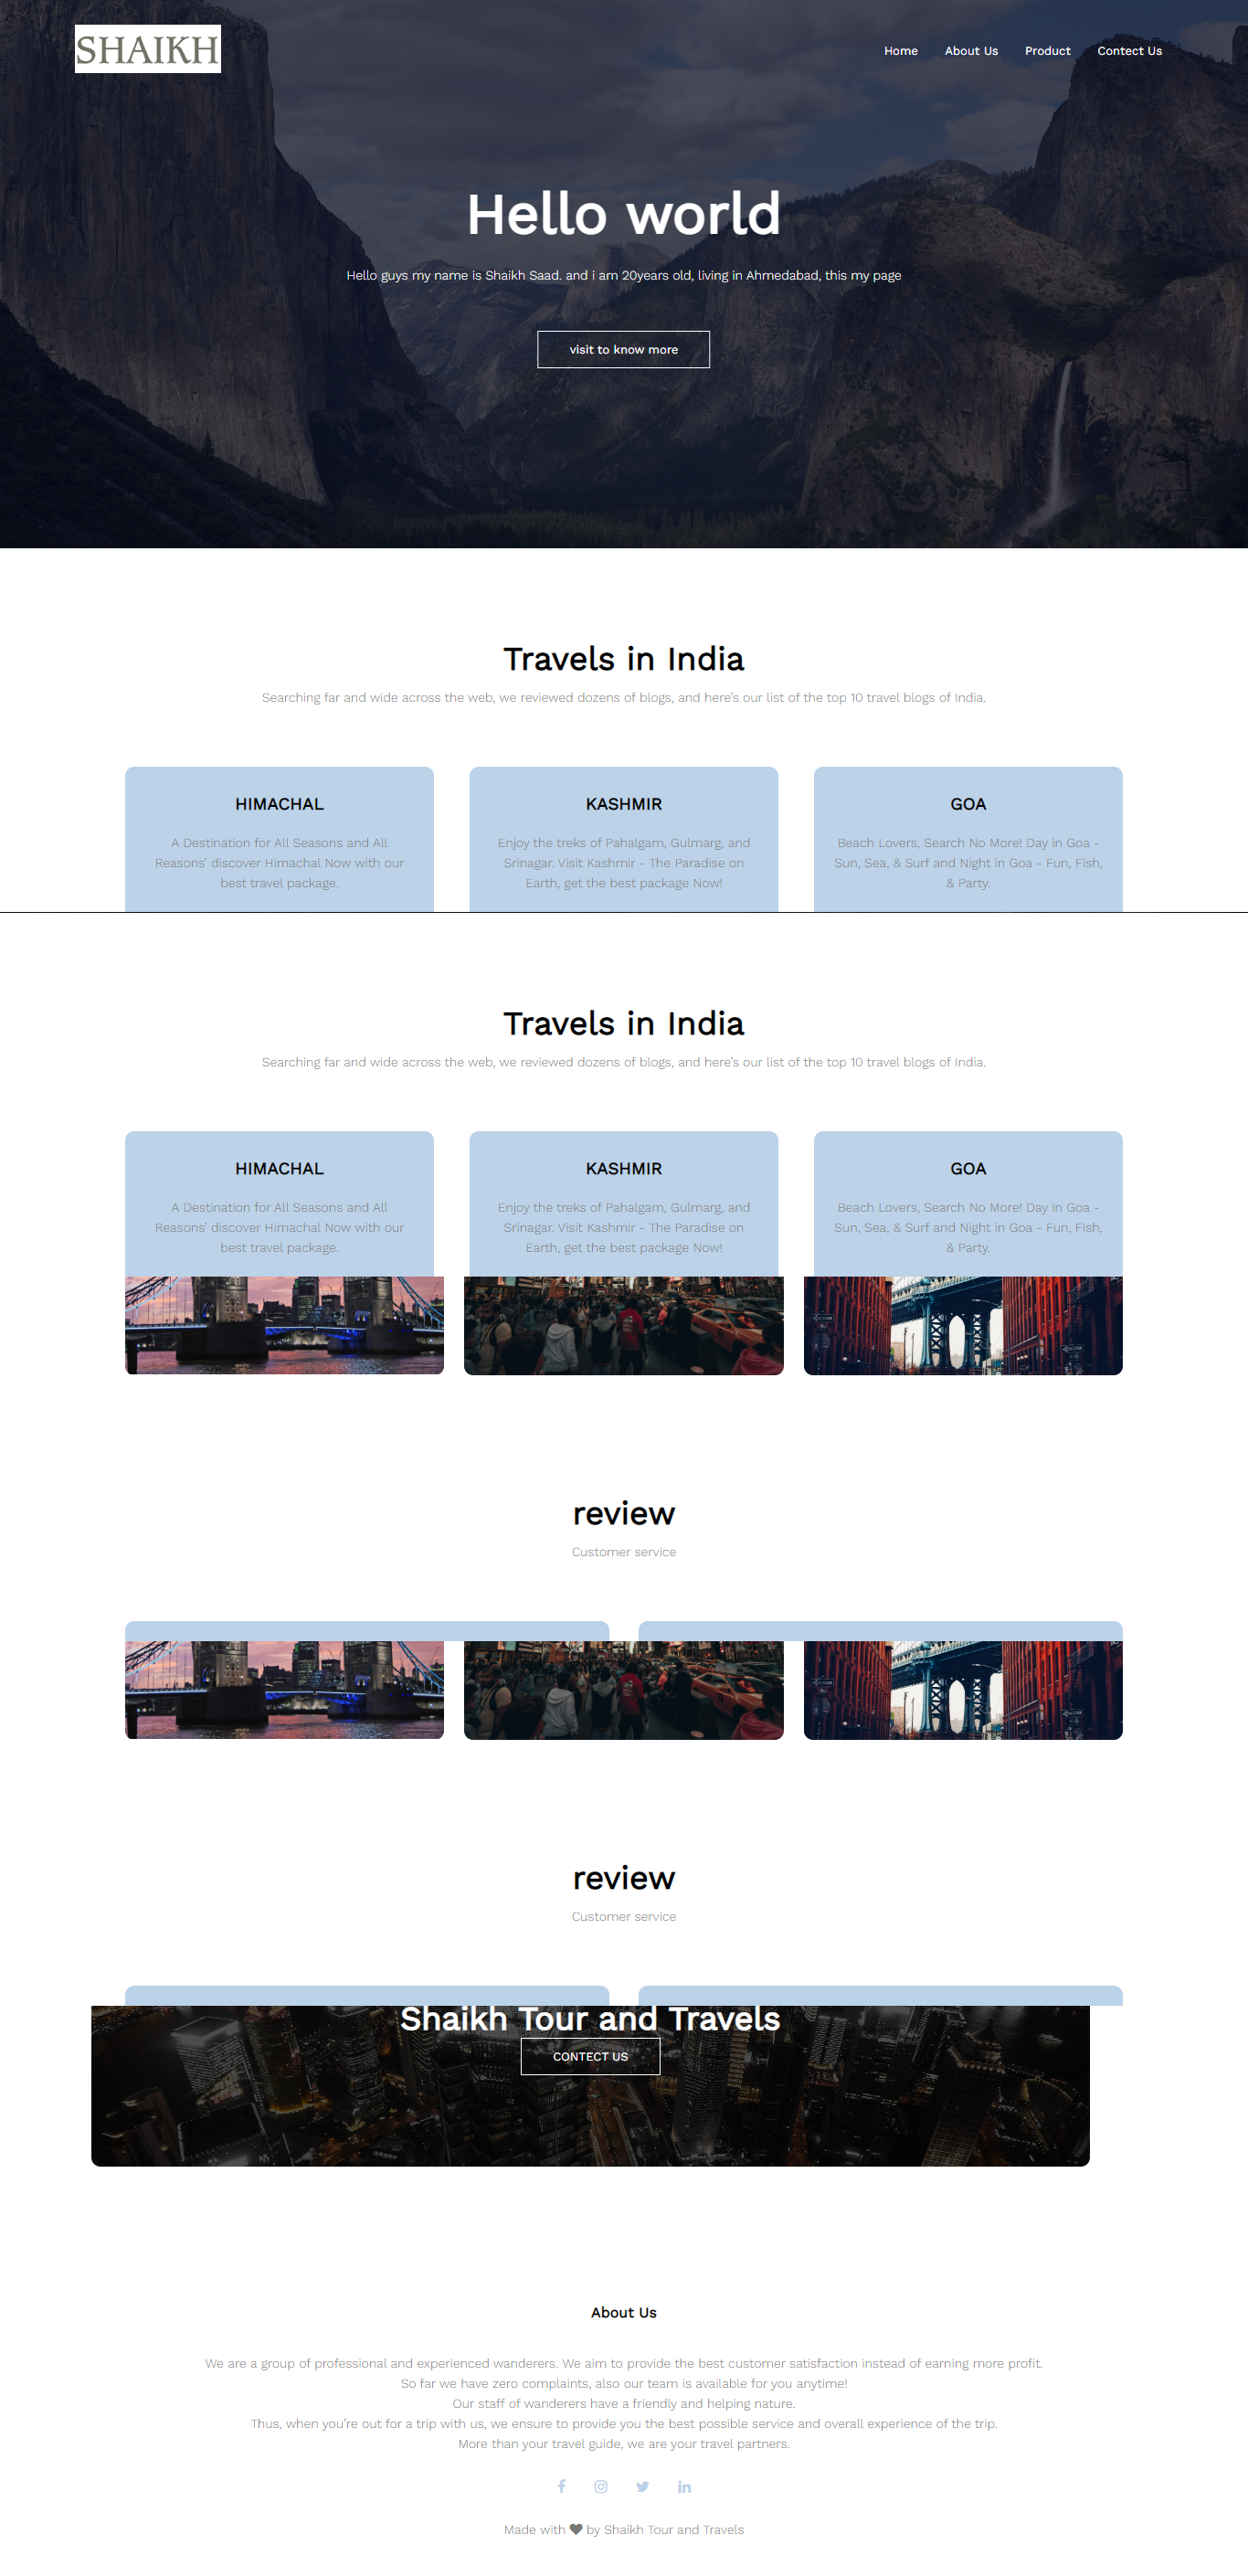 SHAIKH
Home About Us Product Contect Us
Hello world
Hello guys my name is Shaikh Saad. and i am 20years old, living in Ahmedabad, this my page
visit to know more
Travels in India
Searching far and wide across the web, we reviewed dozens of blogs, and here's our list of the top 10 travel blogs of India.
HIMACHAL
A Destination for All Seasons and All
Reasons' discover Himachal Now with our
best travel package.
KASHMIR
Enjoy the treks of Pahalgam, Gulmarg, and
Srinagar. Visit Kashmir - The Paradise on
Earth, get the best package Now!
GOA
Beach Lovers, Search No More! Day in Goa -
Sun, Sea, & Surf and Night in Goa - Fun, Fish,
& Party.
Travels in India
Searching far and wide across the web, we reviewed dozens of blogs, and here's our list of the top 10 travel blogs of India.
HIMACHAL
A Destination for All Seasons and All
Reasons' discover Himachal Now with our
best travel package.
KASHMIR
Enjoy the treks of Pahalgam, Gulmarg, and
Srinagar. Visit Kashmir - The Paradise on
Earth, get the best package Now!
GOA
Beach Lovers, Search No More! Day in Goa -
Sun, Sea, & Surf and Night in Goa - Fun, Fish,
& Party.
review
Customer service
review
Customer service
Shaikh Tour and Travels
CONTECT US
About Us
We are a group of professional and experienced wanderers. We aim to provide the best customer satisfaction instead of earning more profit.
So far we have zero complaints, also our team is available for you anytime!
Our staff of wanderers have a friendly and helping nature.
Thus, when you're out for a trip with us, we ensure to provide you the best possible service and overall experience of the trip.
More than your travel guide, we are your travel partners.
Made with ♥ by Shaikh Tour and Travels